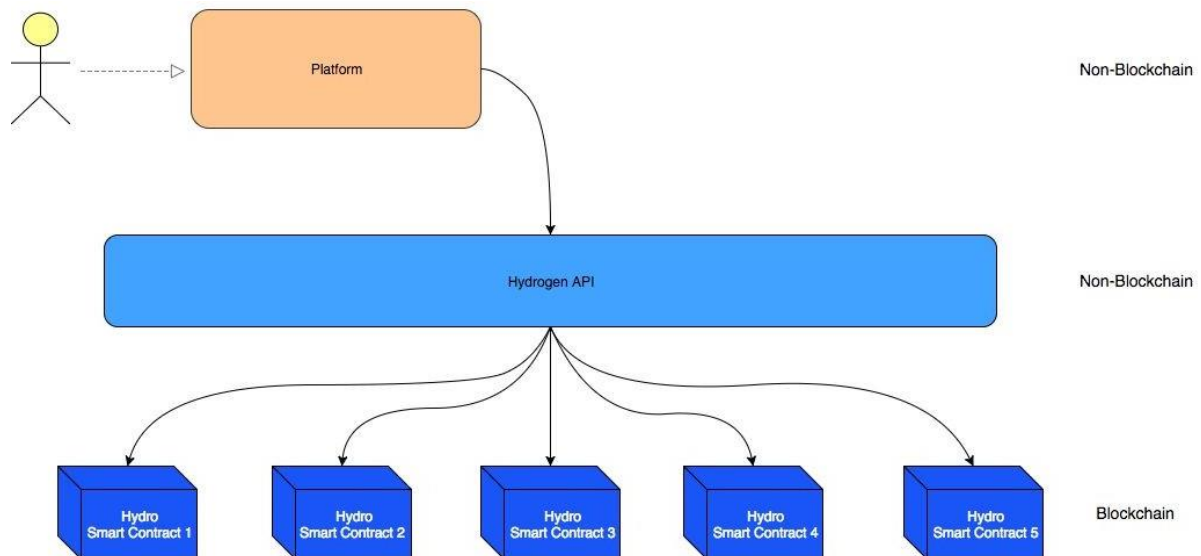 Platform
Non-Blockchain
Hydrogen API
Non-Blockchain
Hydro
Smart Contract 1
Hydro
Smart Contract 2
Hydro
Smart Contract 3
Hydro
Smart Contract 4
Hydro
Smart Contract 5
Blockchain